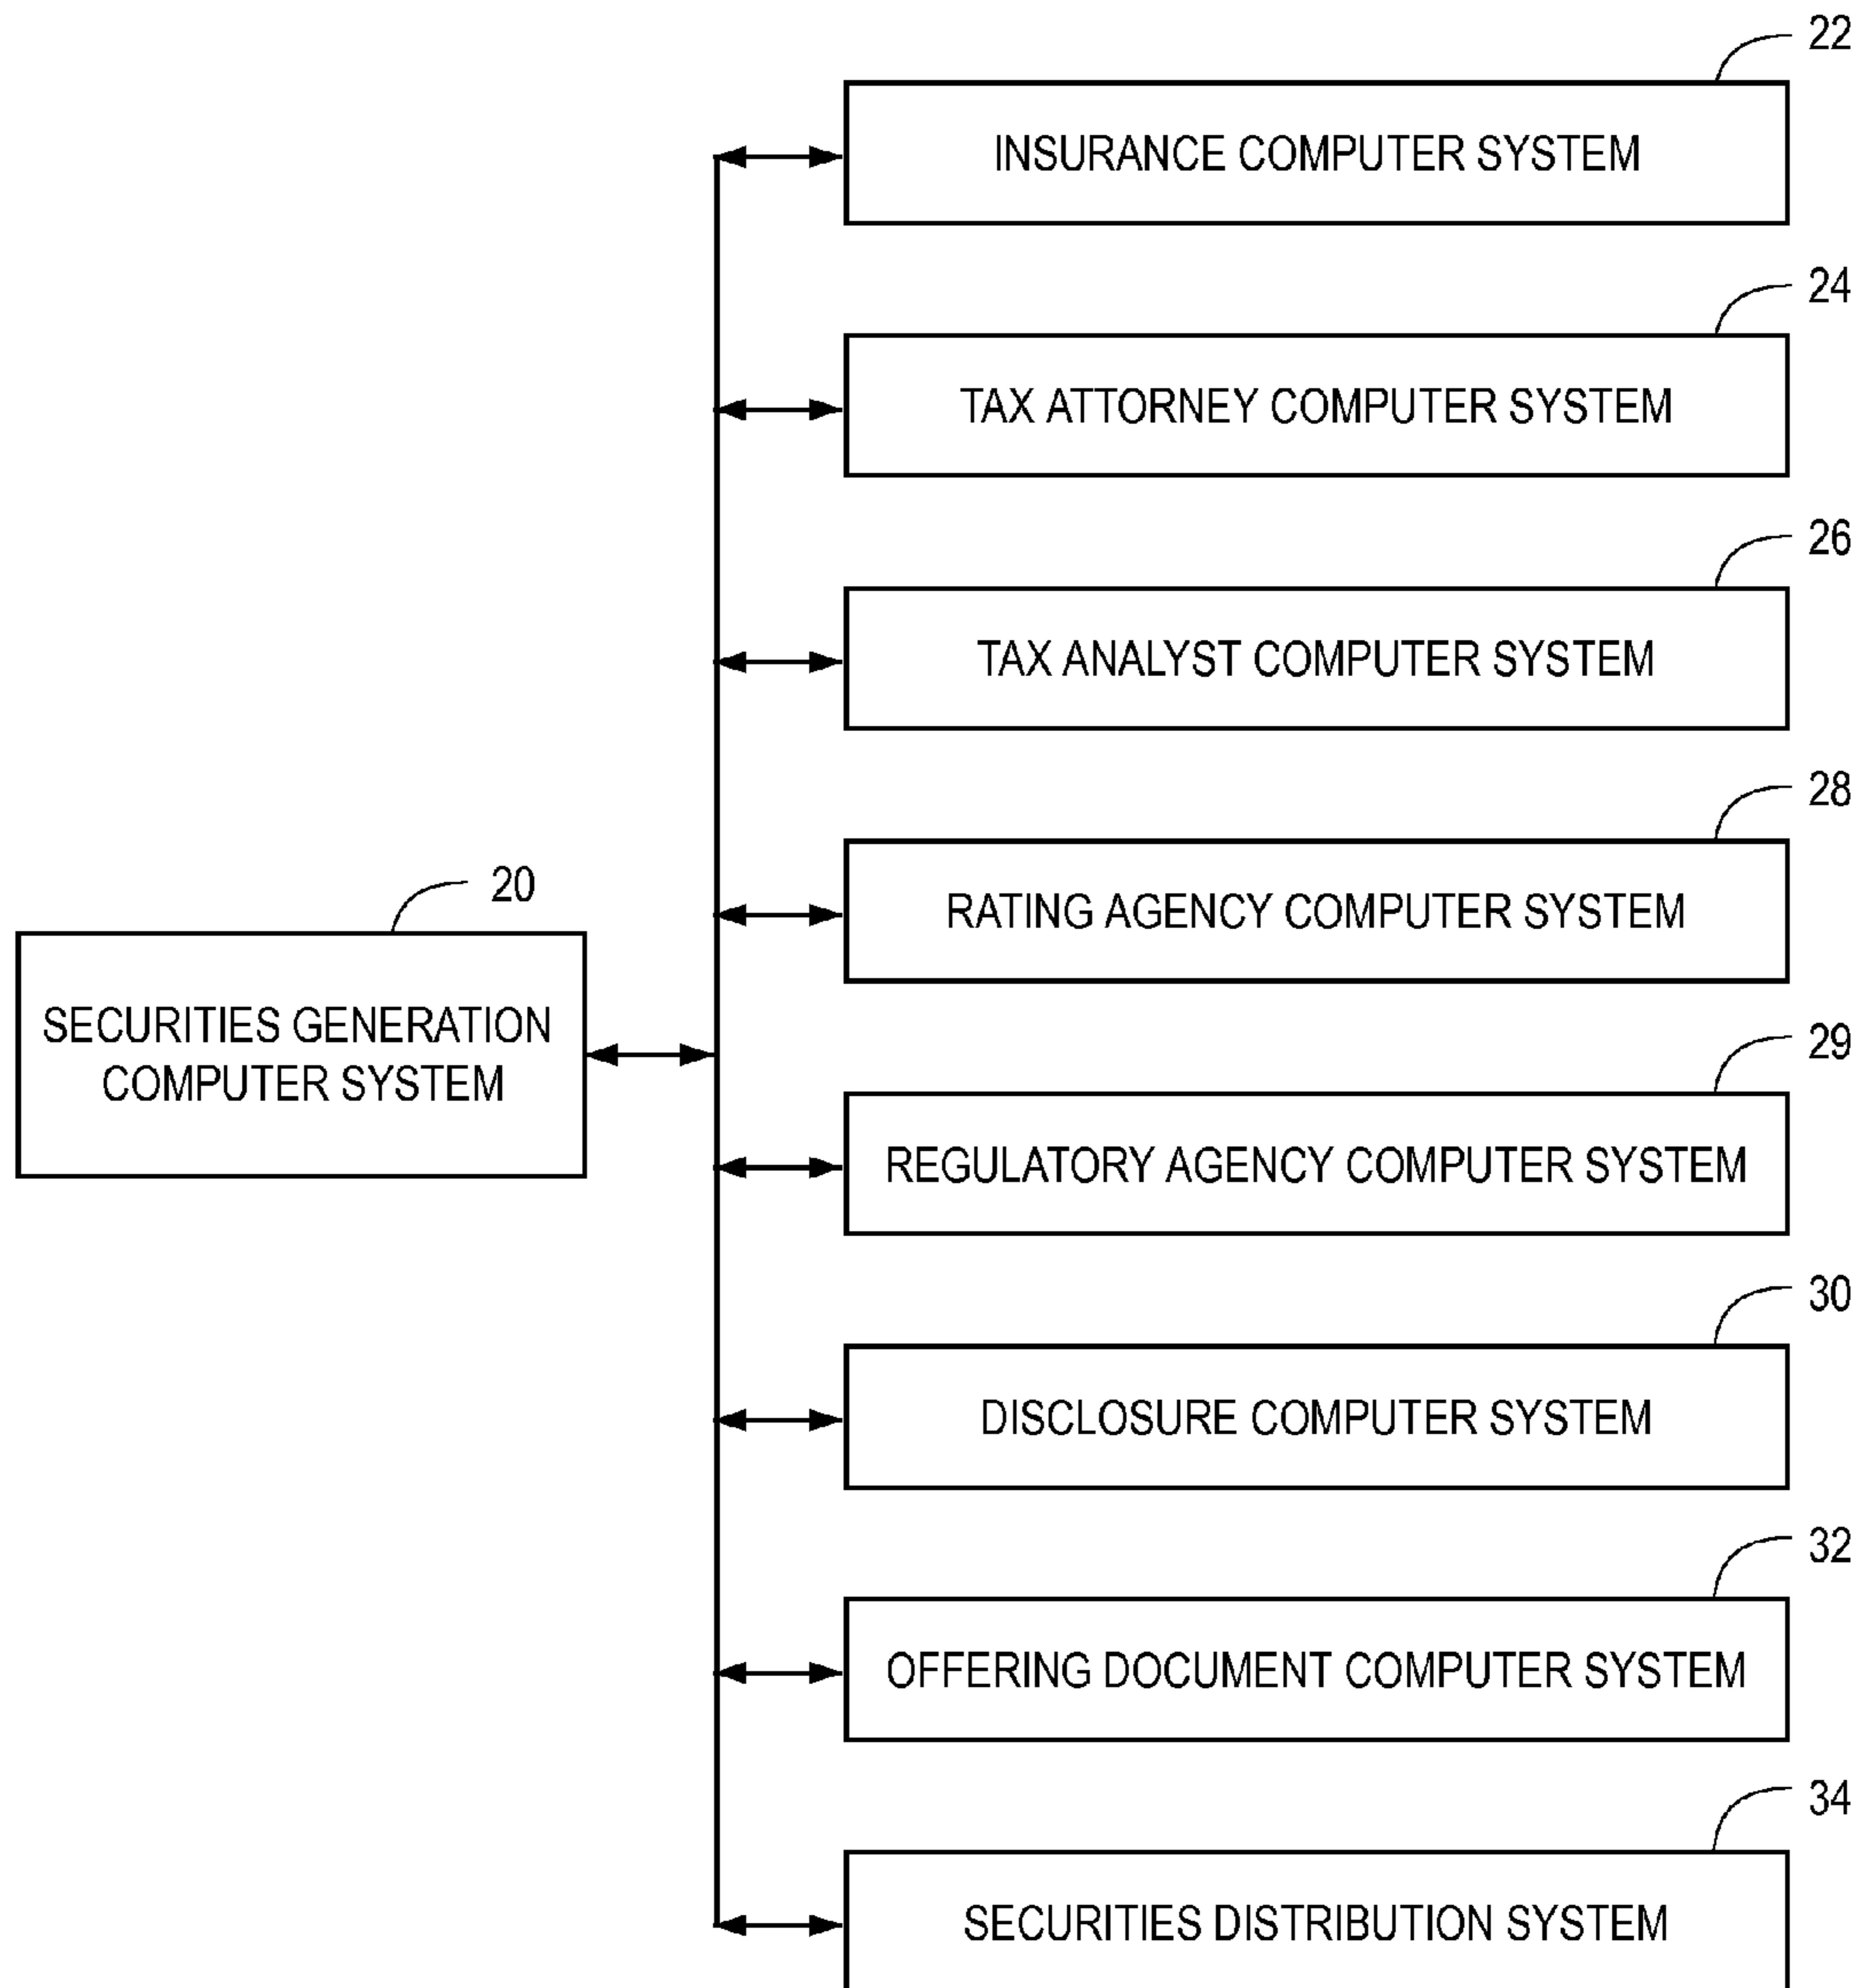 22
INSURANCE COMPUTER SYSTEM
24
TAX ATTORNEY COMPUTER SYSTEM
26
TAX ANALYST COMPUTER SYSTEM
28
RATING AGENCY COMPUTER SYSTEM
20
SECURITIES GENERATION
COMPUTER SYSTEM
29
REGULATORY AGENCY COMPUTER SYSTEM
30
DISCLOSURE COMPUTER SYSTEM
32
OFFERING DOCUMENT COMPUTER SYSTEM
34
SECURITIES DISTRIBUTION SYSTEM